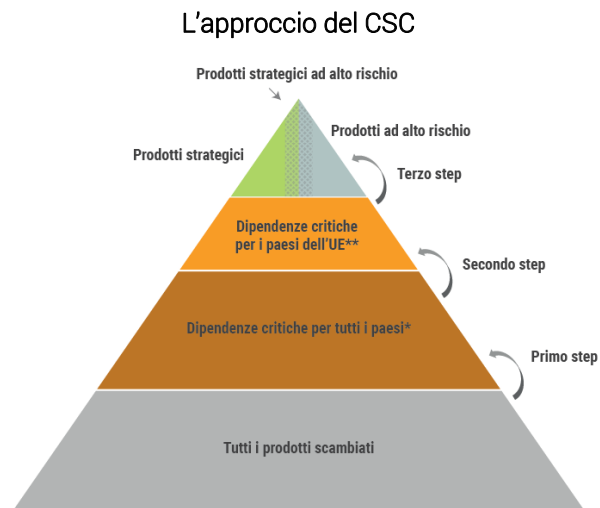 L'approccio del CSC
Prodotti strategici ad alto rischio
Prodotti ad alto rischio
Prodotti strategici
Terzo step
Dipendenze critiche
per i paesi dell'UE**
Secondo step
Dipendenze critiche per tutti i paesi*
Primo step
Tutti i prodotti scambiati